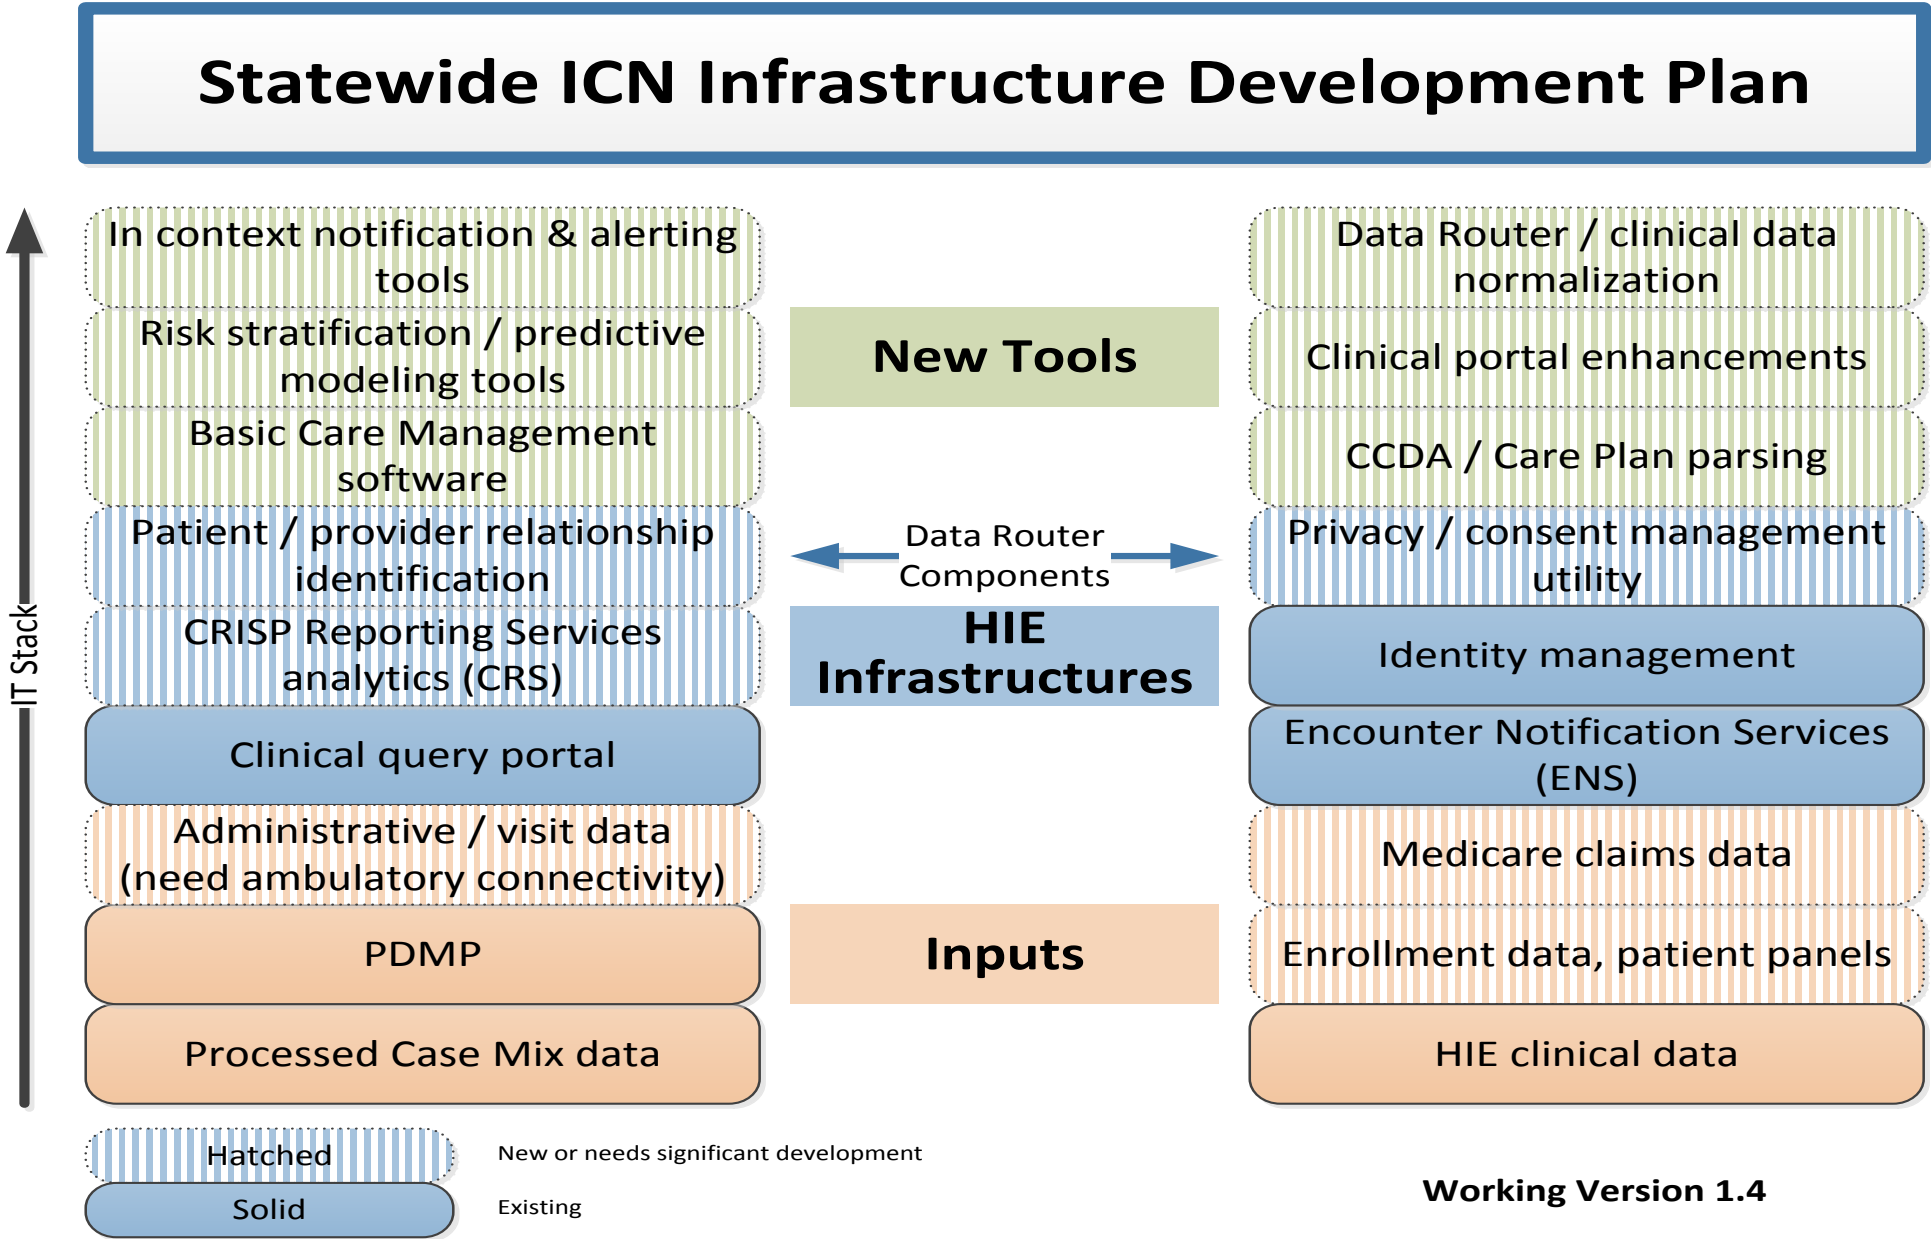 Statewide ICN Infrastructure Development Plan
IT Stack
In context notification & alerting
tools
Risk stratification / predictive
modeling tools
Basic Care Management
software
Patient / provider relationship
identification
CRISP Reporting Services
analytics (CRS)
Clinical query portal
Administrative / visit data
(need ambulatory connectivity)
PDMP
Processed Case Mix data
New Tools
Data Router
Components
HIE
Infrastructures
Inputs
Data Router / clinical data
normalization
Clinical portal enhancements
CCDA / Care Plan parsing
Privacy / consent management
utility
Identity management
Encounter Notification Services
(ENS)
Medicare claims data
Enrollment data, patient panels
HIE clinical data
Hatched
New or needs significant development
Solid
Existing
Working Version 1.4